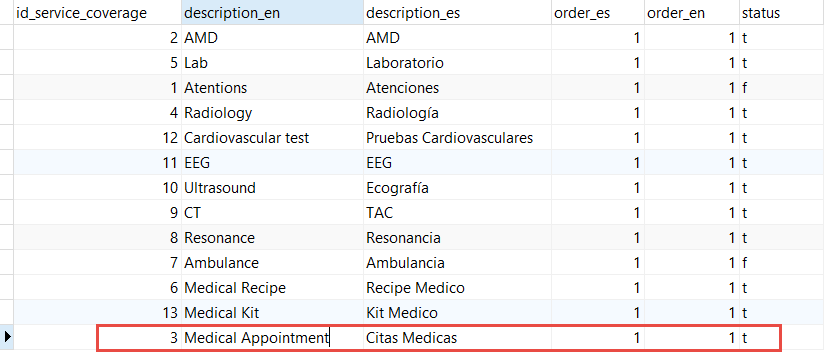 id_service_coverage description_en description_es order_es order_en status
2 AMD AMD 1 1 t
5 Lab Laboratorio 1 1 t
1 Atentions Atenciones 1 1 f
4 Radiology Radiología 1 1 t
12 Cardiovascular test Pruebas Cardiovasculares 1 1 t
11 EEG EEG 1 1 t
10 Ultrasound Ecografía 1 1 t
9 CT TAC 1 1 t
8 Resonance Resonancia 1 1 t
7 Ambulance Ambulancia 1 1 f
6 Medical Recipe Recipe Medico 1 1 t
13 Medical Kit Kit Medico 1 1 t
3 Medical Appointment Citas Medicas 1 1 t